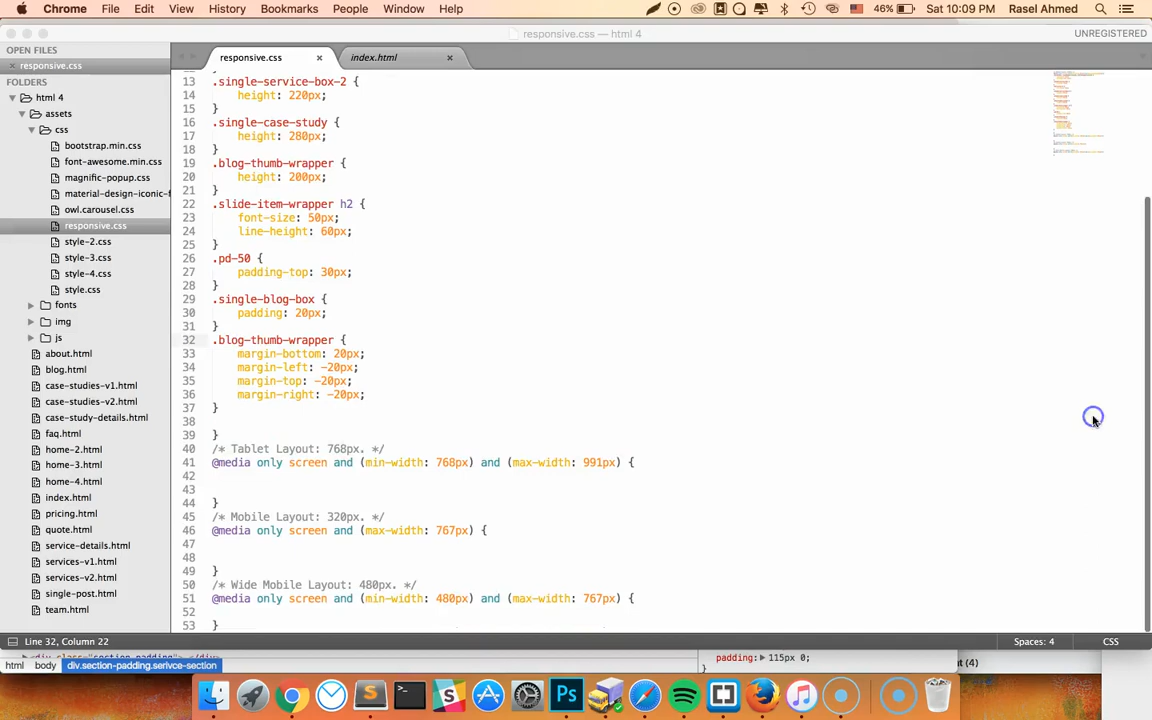 Chrome File Edit View History Bookmarks People Window Help 46% Sat 10:09 PM Rasel Ahmed
responsive.css — html 4 UNREGISTERED
OPEN FILES
responsive.css
FOLDERS
html 4
assets
css
bootstrap.min.css
font-awesome.min.css
magnific-popup.css
material-design-iconic-f
owl.carousel.css
responsive.css
style-2.css
style-3.css
style-4.css
style.css
fonts
img
js
about.html
blog.html
case-studies-v1.html
case-studies-v2.html
case-study-details.html
faq.html
home-2.html
home-3.html
home-4.html
index.html
pricing.html
quote.html
service-details.html
services-v1.html
services-v2.html
single-post.html
team.html
responsive.css × index.html ×
13 .single-service-box-2 {
14 height: 220px;
15 }
16 .single-case-study {
17 height: 280px;
18 }
19 .blog-thumb-wrapper {
20 height: 200px;
21 }
22 .slide-item-wrapper h2 {
23 font-size: 50px;
24 line-height: 60px;
25 }
26 .pd-50 {
27 padding-top: 30px;
28 }
29 .single-blog-box {
30 padding: 20px;
31 }
32 .blog-thumb-wrapper {
33 margin-bottom: 20px;
34 margin-left: -20px;
35 margin-top: -20px;
36 margin-right: -20px;
37 }
38
39 }
40 /* Tablet Layout: 768px. */
41 @media only screen and (min-width: 768px) and (max-width: 991px) {
42
43
44 }
45 /* Mobile Layout: 320px. */
46 @media only screen and (max-width: 767px) {
47
48
49 }
50 /* Wide Mobile Layout: 480px. */
51 @media only screen and (min-width: 480px) and (max-width: 767px) {
52
53 }
Line 32, Column 22 Spaces: 4 CSS
html body div.section-padding.serivce-section
padding: 115px 0;
}
(4)